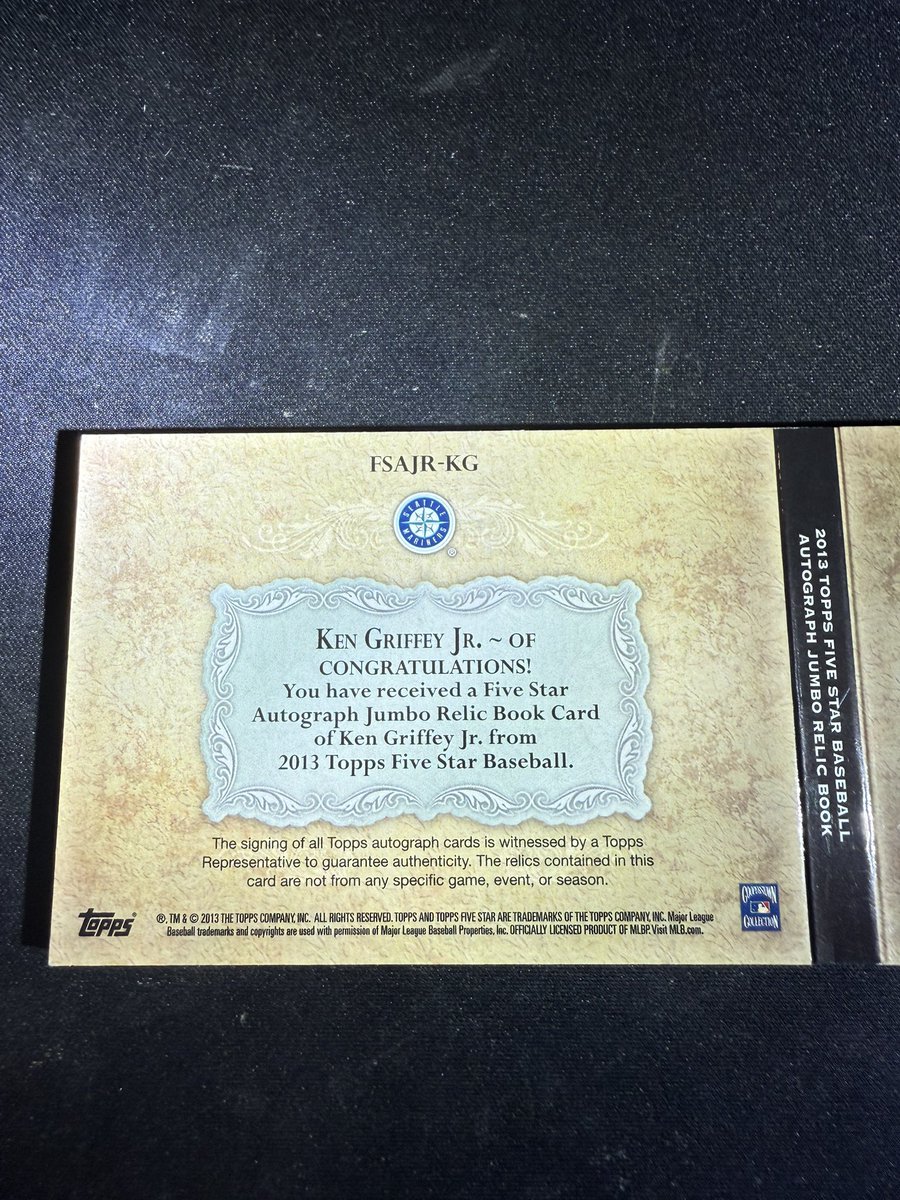 FSAJR-KG
SEATTLE
MARINERS
®
KEN GRIFFEY JR. ~ OF
CONGRATULATIONS!
You have received a Five Star
Autograph Jumbo Relic Book Card
of Ken Griffey Jr. from
2013 Topps Five Star Baseball.
The signing of all Topps autograph cards is witnessed by a Topps
Representative to guarantee authenticity. The relics contained in this
card are not from any specific game, event, or season.
topps®
®, TM & © 2013 THE TOPPS COMPANY, INC. ALL RIGHTS RESERVED. TOPPS AND TOPPS FIVE STAR ARE TRADEMARKS OF THE TOPPS COMPANY, INC. Major League
Baseball trademarks and copyrights are used with permission of Major League Baseball Properties, Inc. OFFICIALLY LICENSED PRODUCT OF MLBP. Visit MLB.com.
COOPERSTOWN
COLLECTION
2013 TOPPS FIVE STAR BASEBALL
AUTOGRAPH JUMBO RELIC BOOK